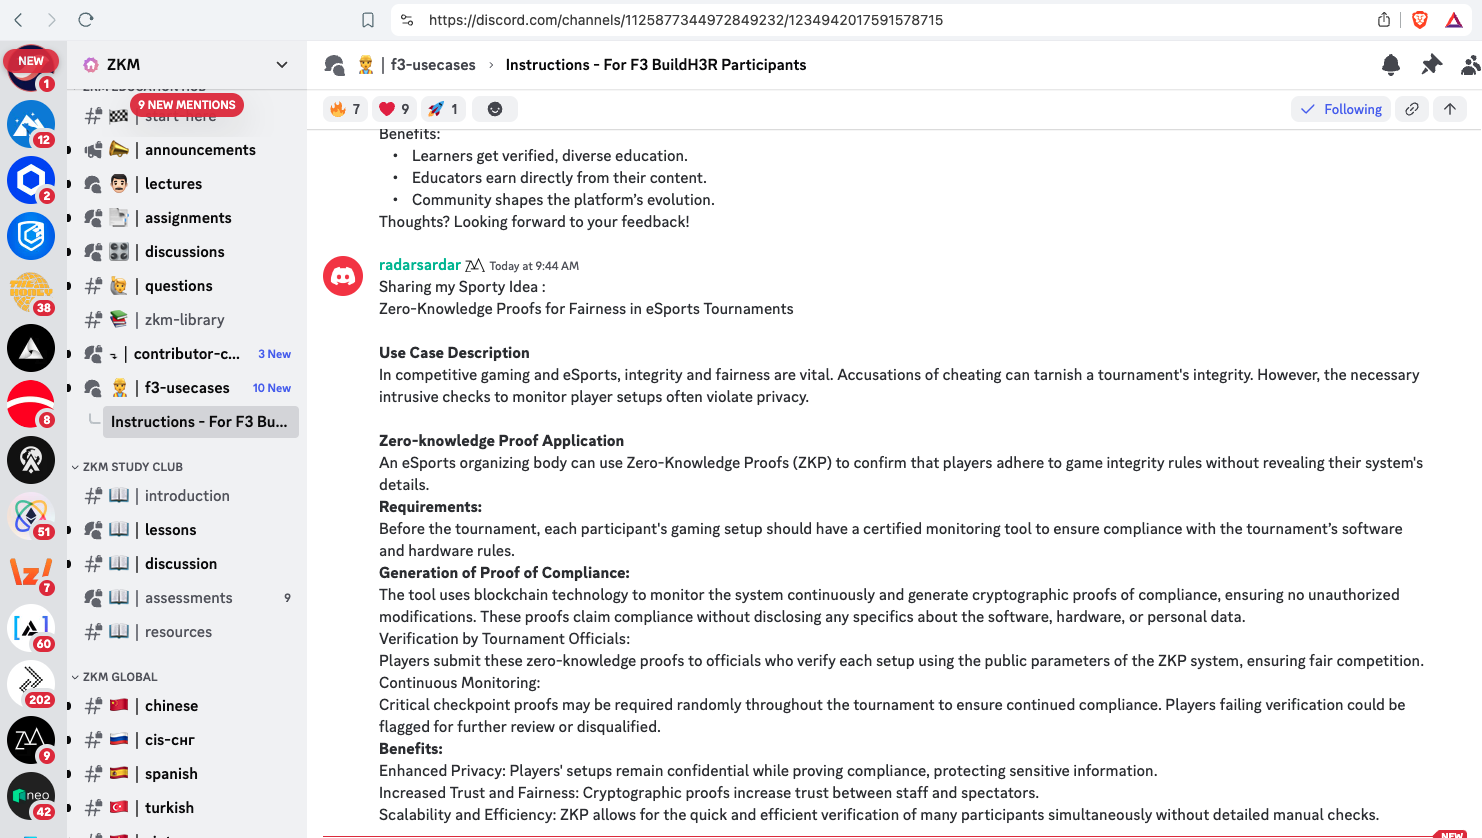 https://discord.com/channels/1125877344972849232/1234942017591578715
NEW
1
12
2
38
8
51
7
60
202
9
neo
42
ZKM
9 NEW MENTIONS
start-here
announcements
lectures
assignments
discussions
questions
zkm-library
contributor-c... 3 New
f3-usecases 10 New
Instructions - For F3 Bu...
ZKM STUDY CLUB
introduction
lessons
discussion
assessments 9
resources
ZKM GLOBAL
chinese
cis-снг
spanish
turkish
| f3-usecases › Instructions - For F3 BuildH3R Participants
7 9 1
Following
Benefits:
• Learners get verified, diverse education.
• Educators earn directly from their content.
• Community shapes the platform’s evolution.
Thoughts? Looking forward to your feedback!
radarsardar Today at 9:44 AM
Sharing my Sporty Idea :
Zero-Knowledge Proofs for Fairness in eSports Tournaments
Use Case Description
In competitive gaming and eSports, integrity and fairness are vital. Accusations of cheating can tarnish a tournament's integrity. However, the necessary
intrusive checks to monitor player setups often violate privacy.
Zero-knowledge Proof Application
An eSports organizing body can use Zero-Knowledge Proofs (ZKP) to confirm that players adhere to game integrity rules without revealing their system's
details.
Requirements:
Before the tournament, each participant's gaming setup should have a certified monitoring tool to ensure compliance with the tournament’s software
and hardware rules.
Generation of Proof of Compliance:
The tool uses blockchain technology to monitor the system continuously and generate cryptographic proofs of compliance, ensuring no unauthorized
modifications. These proofs claim compliance without disclosing any specifics about the software, hardware, or personal data.
Verification by Tournament Officials:
Players submit these zero-knowledge proofs to officials who verify each setup using the public parameters of the ZKP system, ensuring fair competition.
Continuous Monitoring:
Critical checkpoint proofs may be required randomly throughout the tournament to ensure continued compliance. Players failing verification could be
flagged for further review or disqualified.
Benefits:
Enhanced Privacy: Players' setups remain confidential while proving compliance, protecting sensitive information.
Increased Trust and Fairness: Cryptographic proofs increase trust between staff and spectators.
Scalability and Efficiency: ZKP allows for the quick and efficient verification of many participants simultaneously without detailed manual checks.
NEW